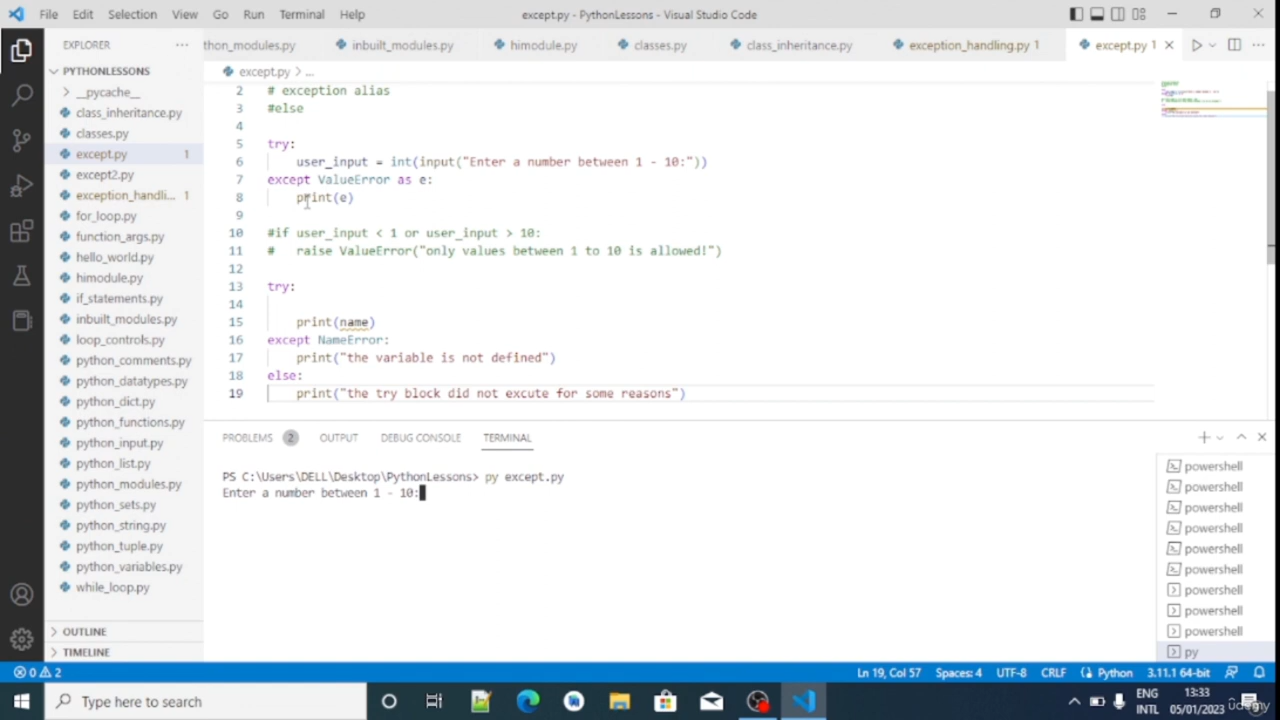 File Edit Selection View Go Run Terminal Help except.py - PythonLessons - Visual Studio Code
EXPLORER ··· thon_modules.py inbuilt_modules.py himodule.py classes.py class_inheritance.py exception_handling.py 1 except.py 1
PYTHONLESSONS
except.py > ...
__pycache__
class_inheritance.py
classes.py
except.py 1
except2.py
exception_handli... 1
for_loop.py
function_args.py
hello_world.py
himodule.py
if_statements.py
inbuilt_modules.py
loop_controls.py
python_comments.py
python_datatypes.py
python_dict.py
python_functions.py
python_input.py
python_list.py
python_modules.py
python_sets.py
python_string.py
python_tuple.py
python_variables.py
while_loop.py
OUTLINE
TIMELINE
2 # exception alias
3 #else
4
5 try:
6 user_input = int(input("Enter a number between 1 - 10:"))
7 except ValueError as e:
8 print(e)
9
10 #if user_input < 1 or user_input > 10:
11 # raise ValueError("only values between 1 to 10 is allowed!")
12
13 try:
14
15 print(name)
16 except NameError:
17 print("the variable is not defined")
18 else:
19 print("the try block did not excute for some reasons")
PROBLEMS 2 OUTPUT DEBUG CONSOLE TERMINAL
PS C:\Users\DELL\Desktop\PythonLessons> py except.py
Enter a number between 1 - 10:
powershell
powershell
powershell
powershell
powershell
powershell
powershell
powershell
powershell
py
0 2 Ln 19, Col 57 Spaces: 4 UTF-8 CRLF Python 3.11.1 64-bit
Type here to search
ENG
INTL
13:33
05/01/2023
udemy